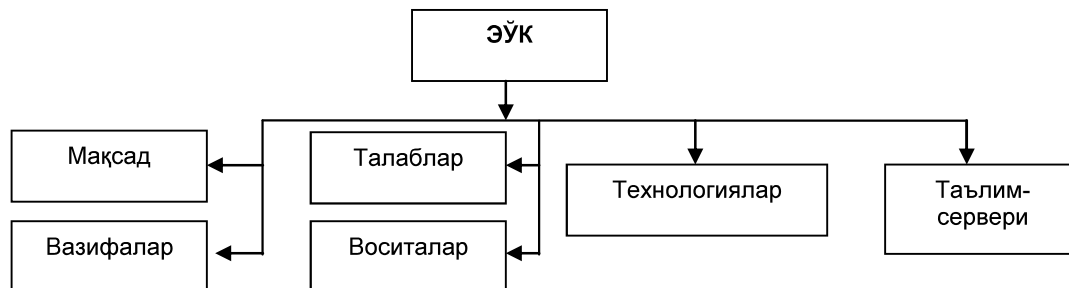 ЭЎК
Мақсад
Талаблар
Технологиялар
Таълим-
сервери
Вазифалар
Воситалар